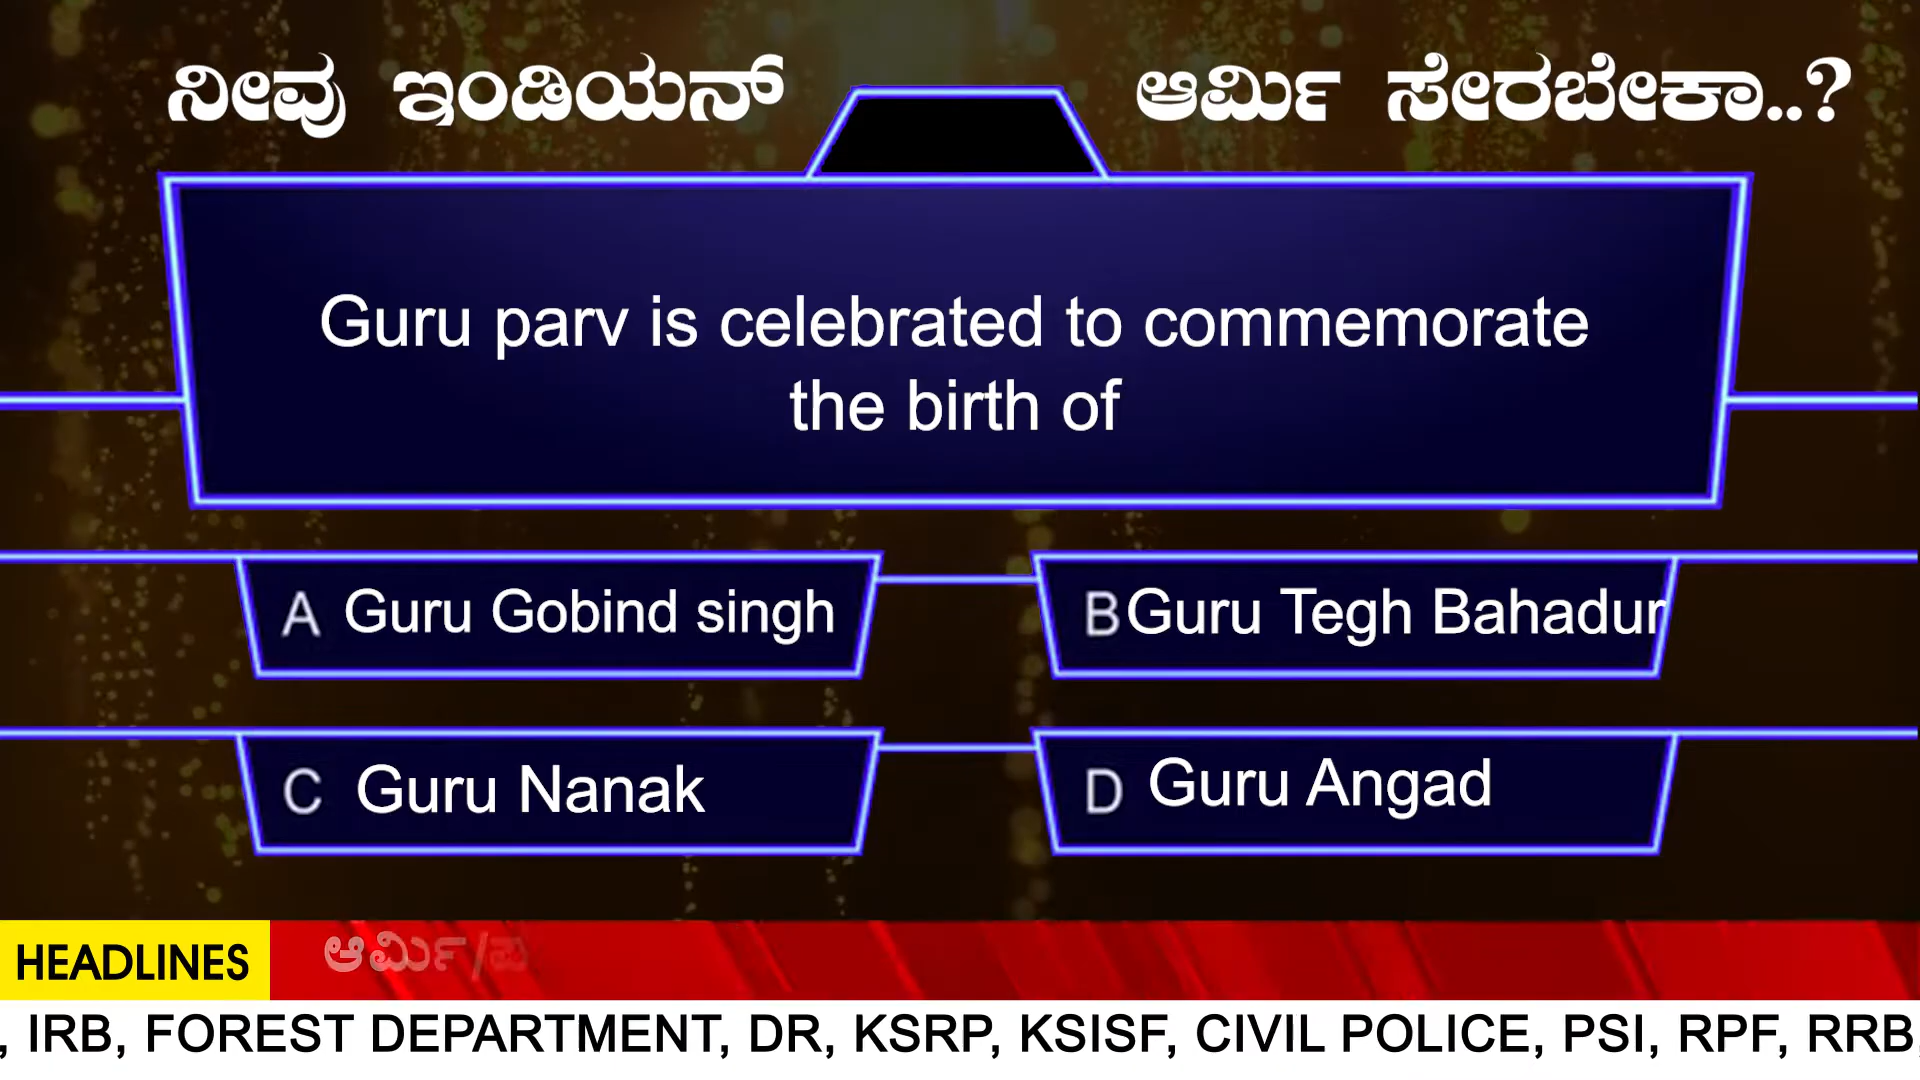 ನೀವು ಇಂಡಿಯನ್ ಆರ್ಮಿ ಸೇರಬೇಕಾ..?
Guru parv is celebrated to commemorate
the birth of
A Guru Gobind singh
B Guru Tegh Bahadur
C Guru Nanak
D Guru Angad
HEADLINES ಆರ್ಮಿ/
, IRB, FOREST DEPARTMENT, DR, KSRP, KSISF, CIVIL POLICE, PSI, RPF, RRB,